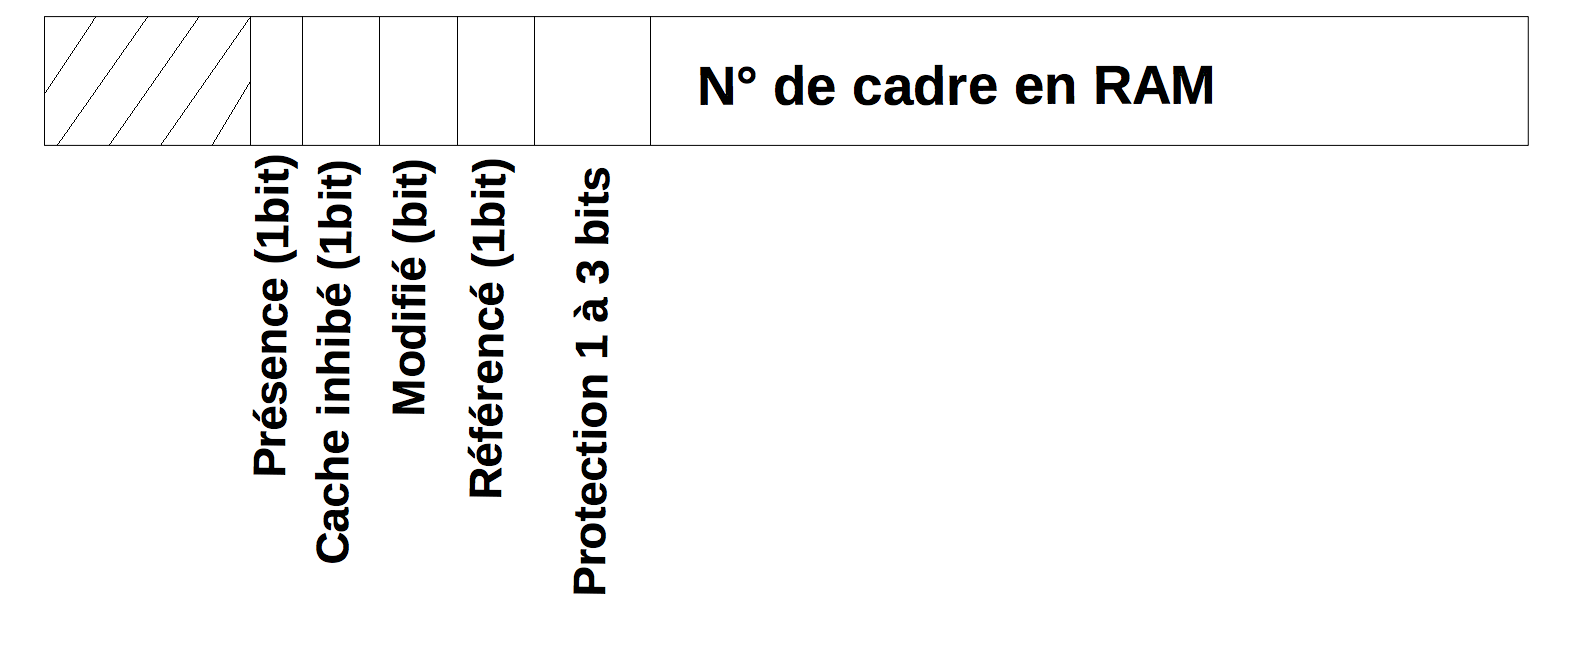 N° de cadre en RAM
Présence (1bit)
Cache inhibé (1bit)
Modifié (bit)
Référencé (1bit)
Protection 1 à 3 bits